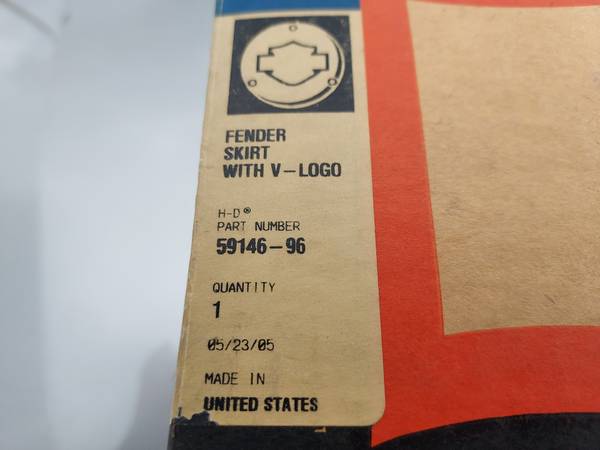 FENDER
SKIRT
WITH V-LOGO
H-D®
PART NUMBER
59146-96
QUANTITY
1
05/23/05
MADE IN
UNITED STATES